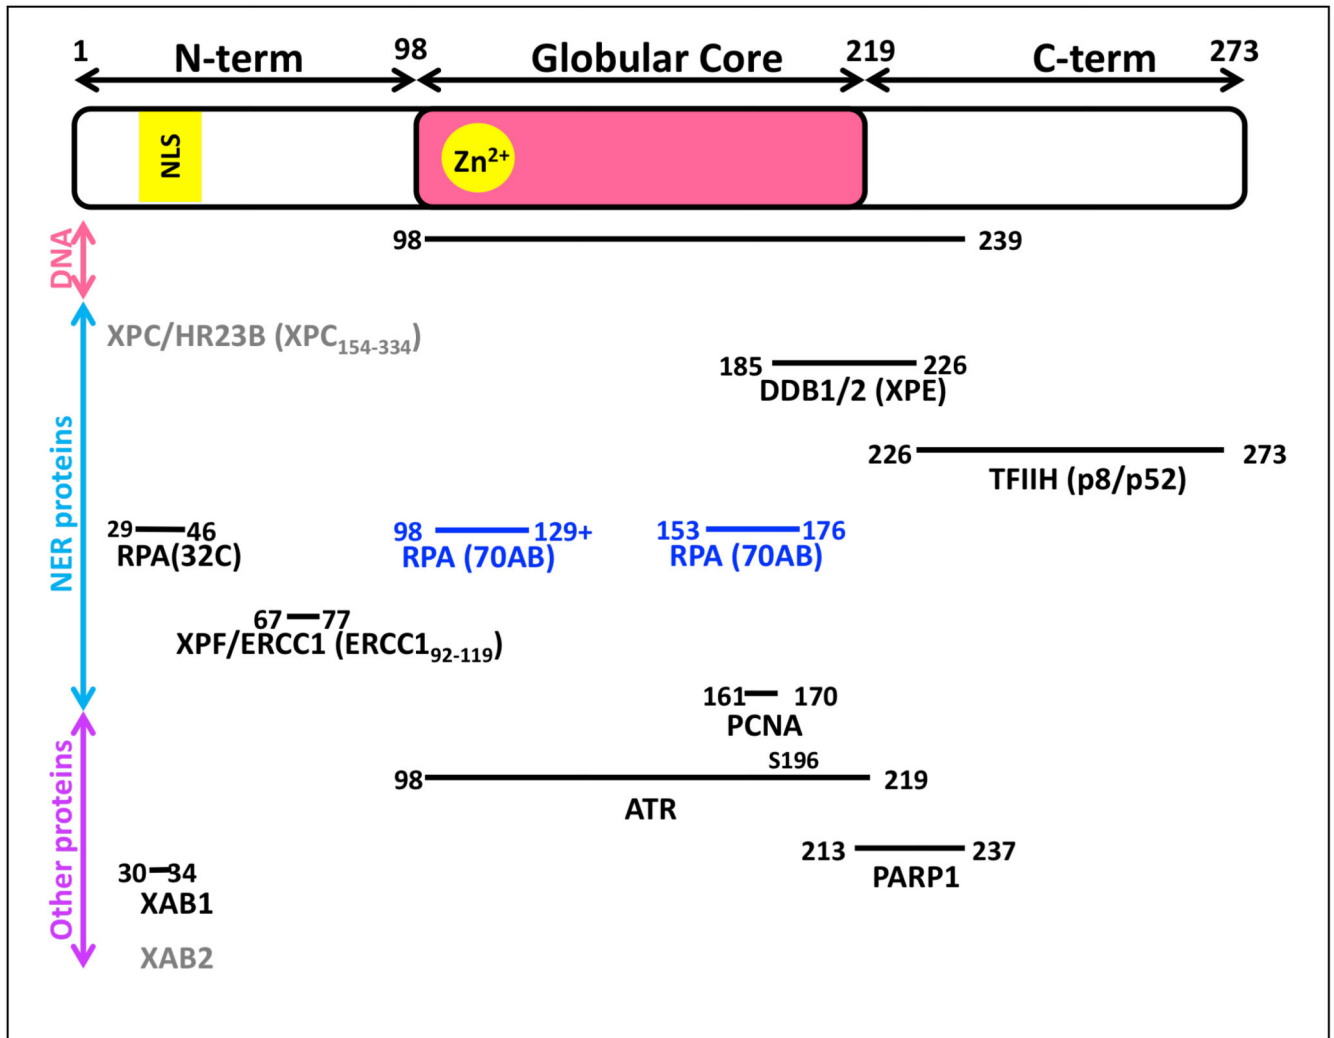 1 N-term 98 Globular Core 219 C-term 273
NLS Zn²⁺
DNA
98 239
XPC/HR23B (XPC154-334)
185 226
DDB1/2 (XPE)
226 273
TFIIH (p8/p52)
NER proteins
29 46 98 129+ 153 176
RPA(32C) RPA (70AB) RPA (70AB)
67 77
XPF/ERCC1 (ERCC192-119)
161 170
PCNA
S196
98 219
ATR
Other proteins
213 237
PARP1
30 34
XAB1
XAB2